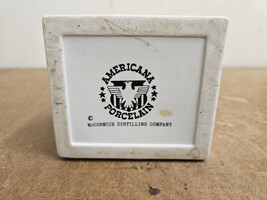 AMERICANA
PORCELAIN
©
McCORMICK DISTILLING COMPANY